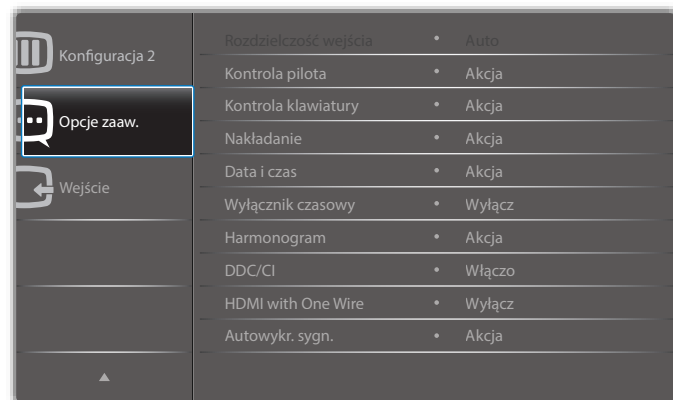 Konfiguracja 2
Opcje zaaw.
Wejście
Rozdzielczość wejścia • Auto
Kontrola pilota • Akcja
Kontrola klawiatury • Akcja
Nakładanie • Akcja
Data i czas • Akcja
Wyłącznik czasowy • Wyłącz
Harmonogram • Akcja
DDC/CI • Włączo
HDMI with One Wire • Wyłącz
Autowykr. sygn. • Akcja